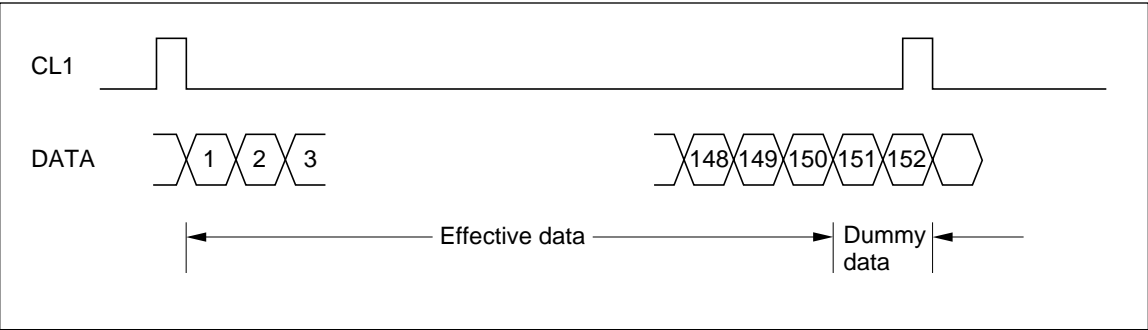 CL1
DATA
1 2 3 148 149 150 151 152
Effective data
Dummy
data